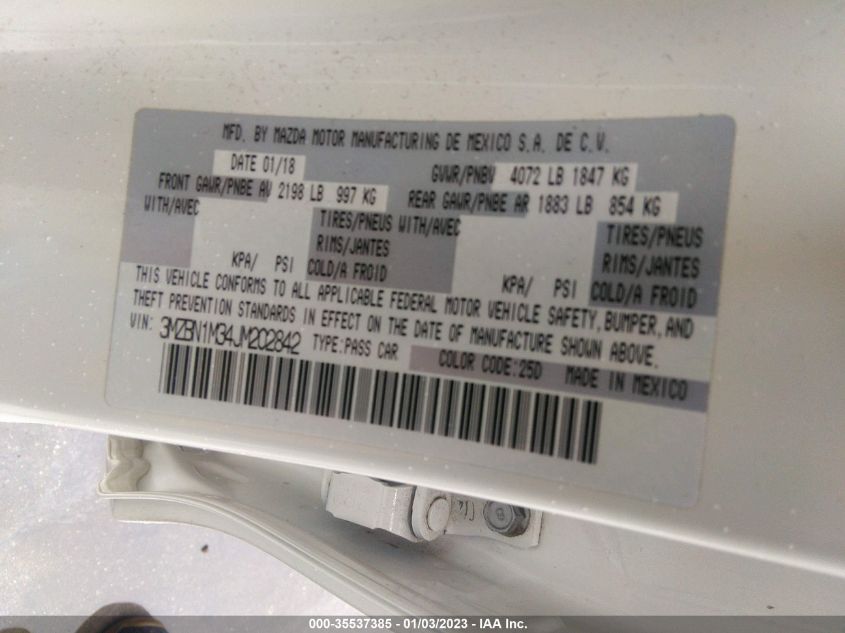 MFD. BY MAZDA MOTOR MANUFACTURING DE MEXICO S.A. DE C.V.
DATE 01/18 GVWR/PNBV 4072 LB 1847 KG
FRONT GAWR/PNBE AV 2198 LB 997 KG REAR GAWR/PNBE AR 1883 LB 854 KG
WITH/AVEC TIRES/PNEUS WITH/AVEC TIRES/PNEUS
RIMS/JANTES RIMS/JANTES
KPA/ PSI COLD/A FROID KPA/ PSI COLD/A FROID
THIS VEHICLE CONFORMS TO ALL APPLICABLE FEDERAL MOTOR VEHICLE SAFETY, BUMPER, AND
THEFT PREVENTION STANDARDS IN EFFECT ON THE DATE OF MANUFACTURE SHOWN ABOVE.
VIN: 3MZBN1M34JM202842 TYPE:PASS CAR COLOR CODE:25D MADE IN MEXICO
000-35537385 - 01/03/2023 - IAA Inc.